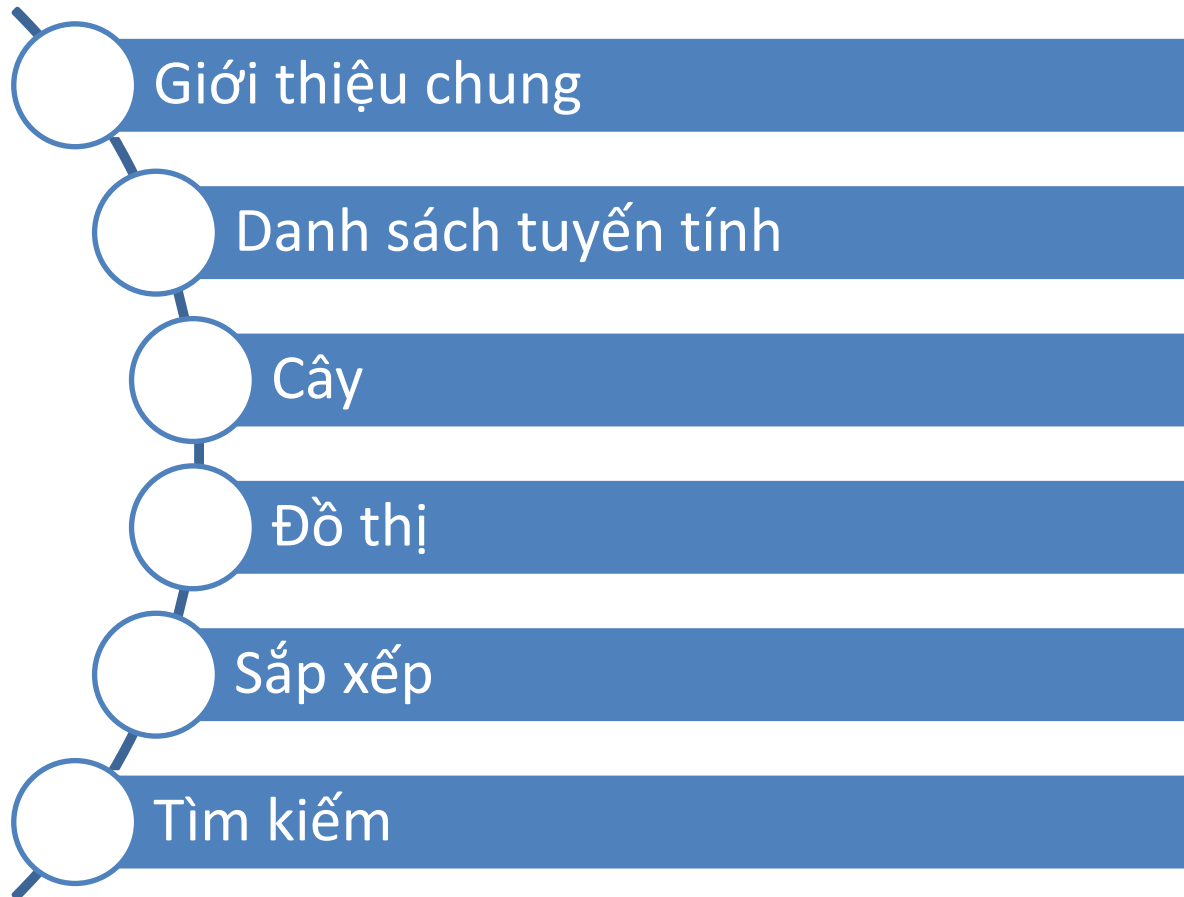 Giới thiệu chung
Danh sách tuyến tính
Cây
Đồ thị
Sắp xếp
Tìm kiếm